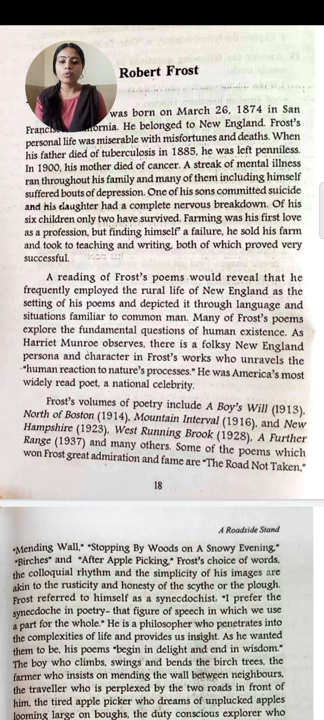 Robert Frost
was born on March 26, 1874 in San
He belonged to New England. Frost's
personal life was miserable with misfortunes and deaths. When
his father died of tuberculosis in 1885, he was left penniless.
In 1900, his mother died of cancer. A streak of mental illness
ran throughout his family and many of them including himself
suffered bouts of depression. One of his sons committed suicide
and his daughter had a complete nervous breakdown. Of his
six children only two have survived. Farming was his first love
as a profession, but finding himself a failure, he sold his farm
and took to teaching and writing, both of which proved very
successful.
A reading of Frost's poems would reveal that he
frequently employed the rural life of New England as the
setting of his poems and depicted it through language and
situations familiar to common man. Many of Frost's poems
explore the fundamental questions of human existence. As
Harriet Munroe observes, there is a folksy New England
persona and character in Frost's works who unravels the
"human reaction to nature's processes." He was America's most
widely read poet, a national celebrity.
Frost's volumes of poetry include A Boy's Will (1913),
North of Boston (1914), Mountain Interval (1916), and New
Hampshire (1923), West Running Brook (1928), A Further
Range (1937) and many others. Some of the poems which
won Frost great admiration and fame are "The Road Not Taken,"
18
A Roadside Stand
"Mending Wall," "Stopping By Woods on A Snowy Evening,"
"Birches" and "After Apple Picking," Frost's choice of words,
the colloquial rhythm and the simplicity of his images are
akin to the rusticity and honesty of the scythe or the plough.
Frost referred to himself as a synecdochist, "I prefer the
synecdoche in poetry- that figure of speech in which we use
a part for the whole." He is a philosopher who penetrates into
the complexities of life and provides us insight. As he wanted
them to be, his poems "begin in delight and end in wisdom."
The boy who climbs, swings and bends the birch trees, the
farmer who insists on mending the wall between neighbours,
the traveller who is perplexed by the two roads in front of
him, the tired apple picker who dreams of unplucked apples
looming large on boughs, the duty conscious explorer who